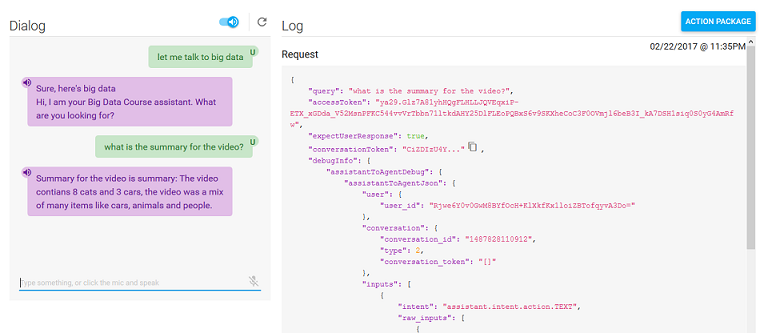 Dialog
let me talk to big data
U
Sure, here's big data
Hi, I am your Big Data Course assistant. What
are you looking for?
what is the summary for the video?
U
Summary for the video is summary: The video
contians 8 cats and 3 cars, the video was a mix
of many items like cars, animals and people.
Type something, or click the mic and speak
Log
ACTION PACKAGE
Request
02/22/2017 @ 11:35PM
{
"query": "what is the summary for the video?",
"accessToken":
"expectUserResponse": true,
"conversationToken": "CiZDIzU4Y..." ,
"debugInfo": {
"assistantToAgentDebug": {
"assistantToAgentJson": {
"user": {
"user_id":
},
"conversation": {
"conversation_id": "1487828110912",
"type": 2,
"conversation_token": "[]"
},
"inputs": [
{
"intent": "assistant.intent.action.TEXT",
"raw_inputs": [
{